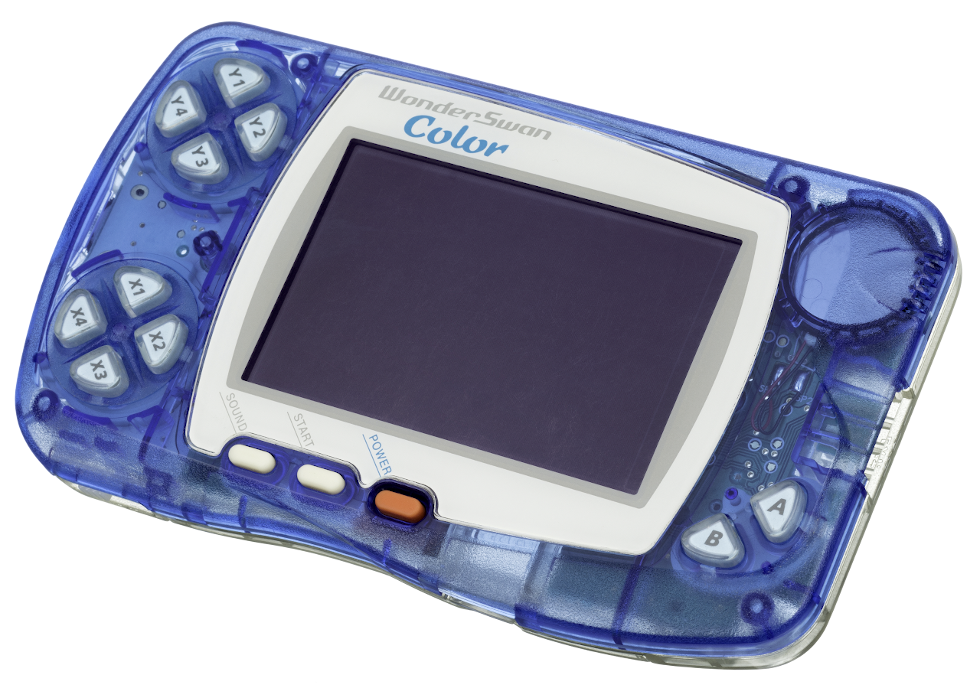 WonderSwan
Color
Y1
Y4
Y2
Y3
X1
X4
X2
X3
SOUND
START
POWER
A
B